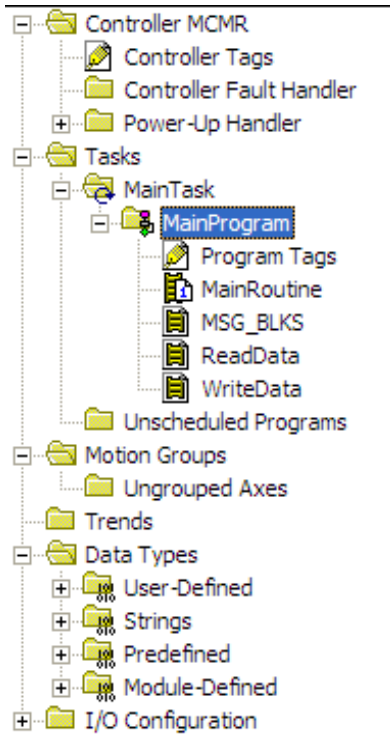 Controller MCMR
Controller Tags
Controller Fault Handler
Power-Up Handler
Tasks
MainTask
MainProgram
Program Tags
MainRoutine
MSG_BLKS
ReadData
WriteData
Unscheduled Programs
Motion Groups
Ungrouped Axes
Trends
Data Types
User-Defined
Strings
Predefined
Module-Defined
I/O Configuration